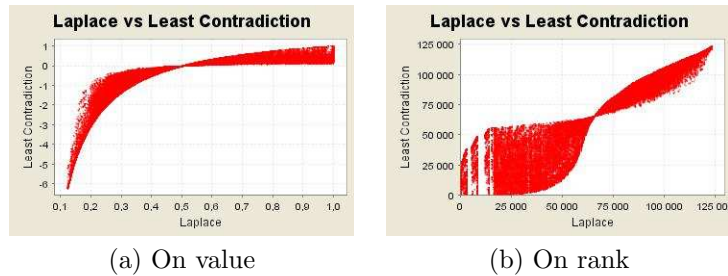 Laplace vs Least Contradiction
Least Contradiction
1
0
-1
-2
-3
-4
-5
-6
0,1 0,2 0,3 0,4 0,5 0,6 0,7 0,8 0,9 1,0
Laplace
(a) On value
Laplace vs Least Contradiction
Least Contradiction
125 000
100 000
75 000
50 000
25 000
0
0 25 000 50 000 75 000 100 000 125 00
Laplace
(b) On rank